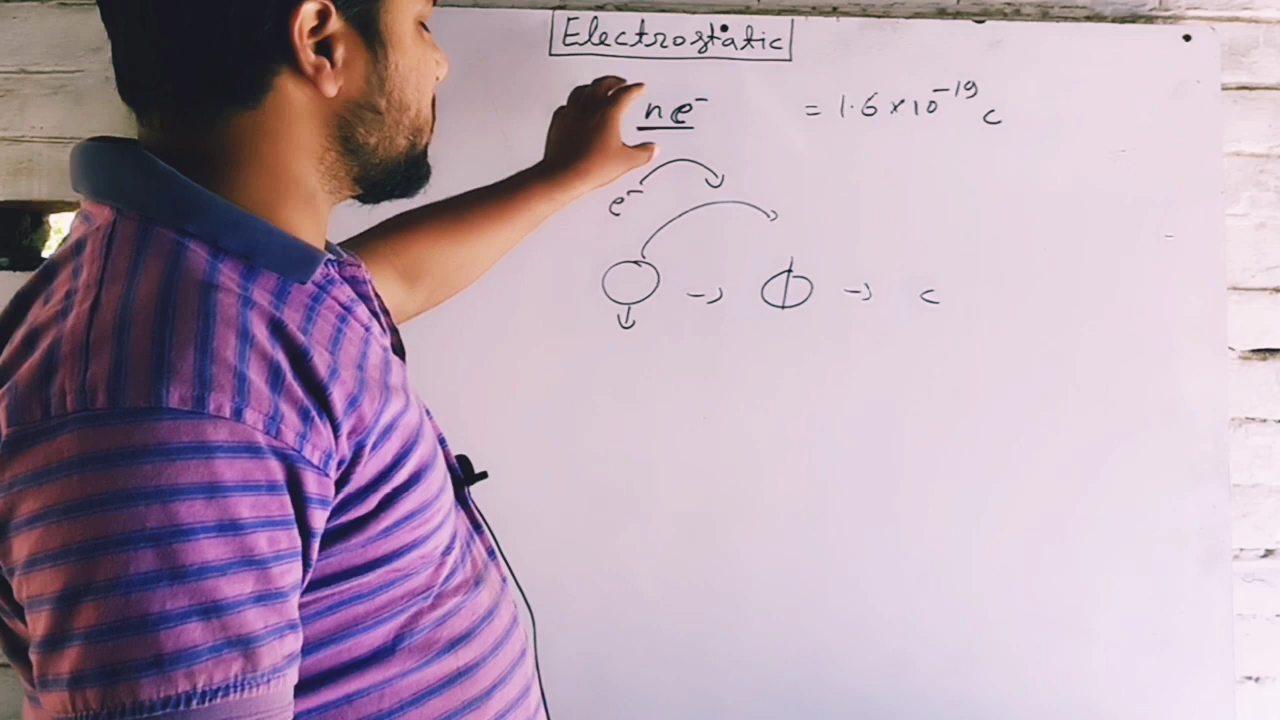 Electrostatic
ne⁻ = 1.6 × 10⁻¹⁹ c
e⁻
→ → c